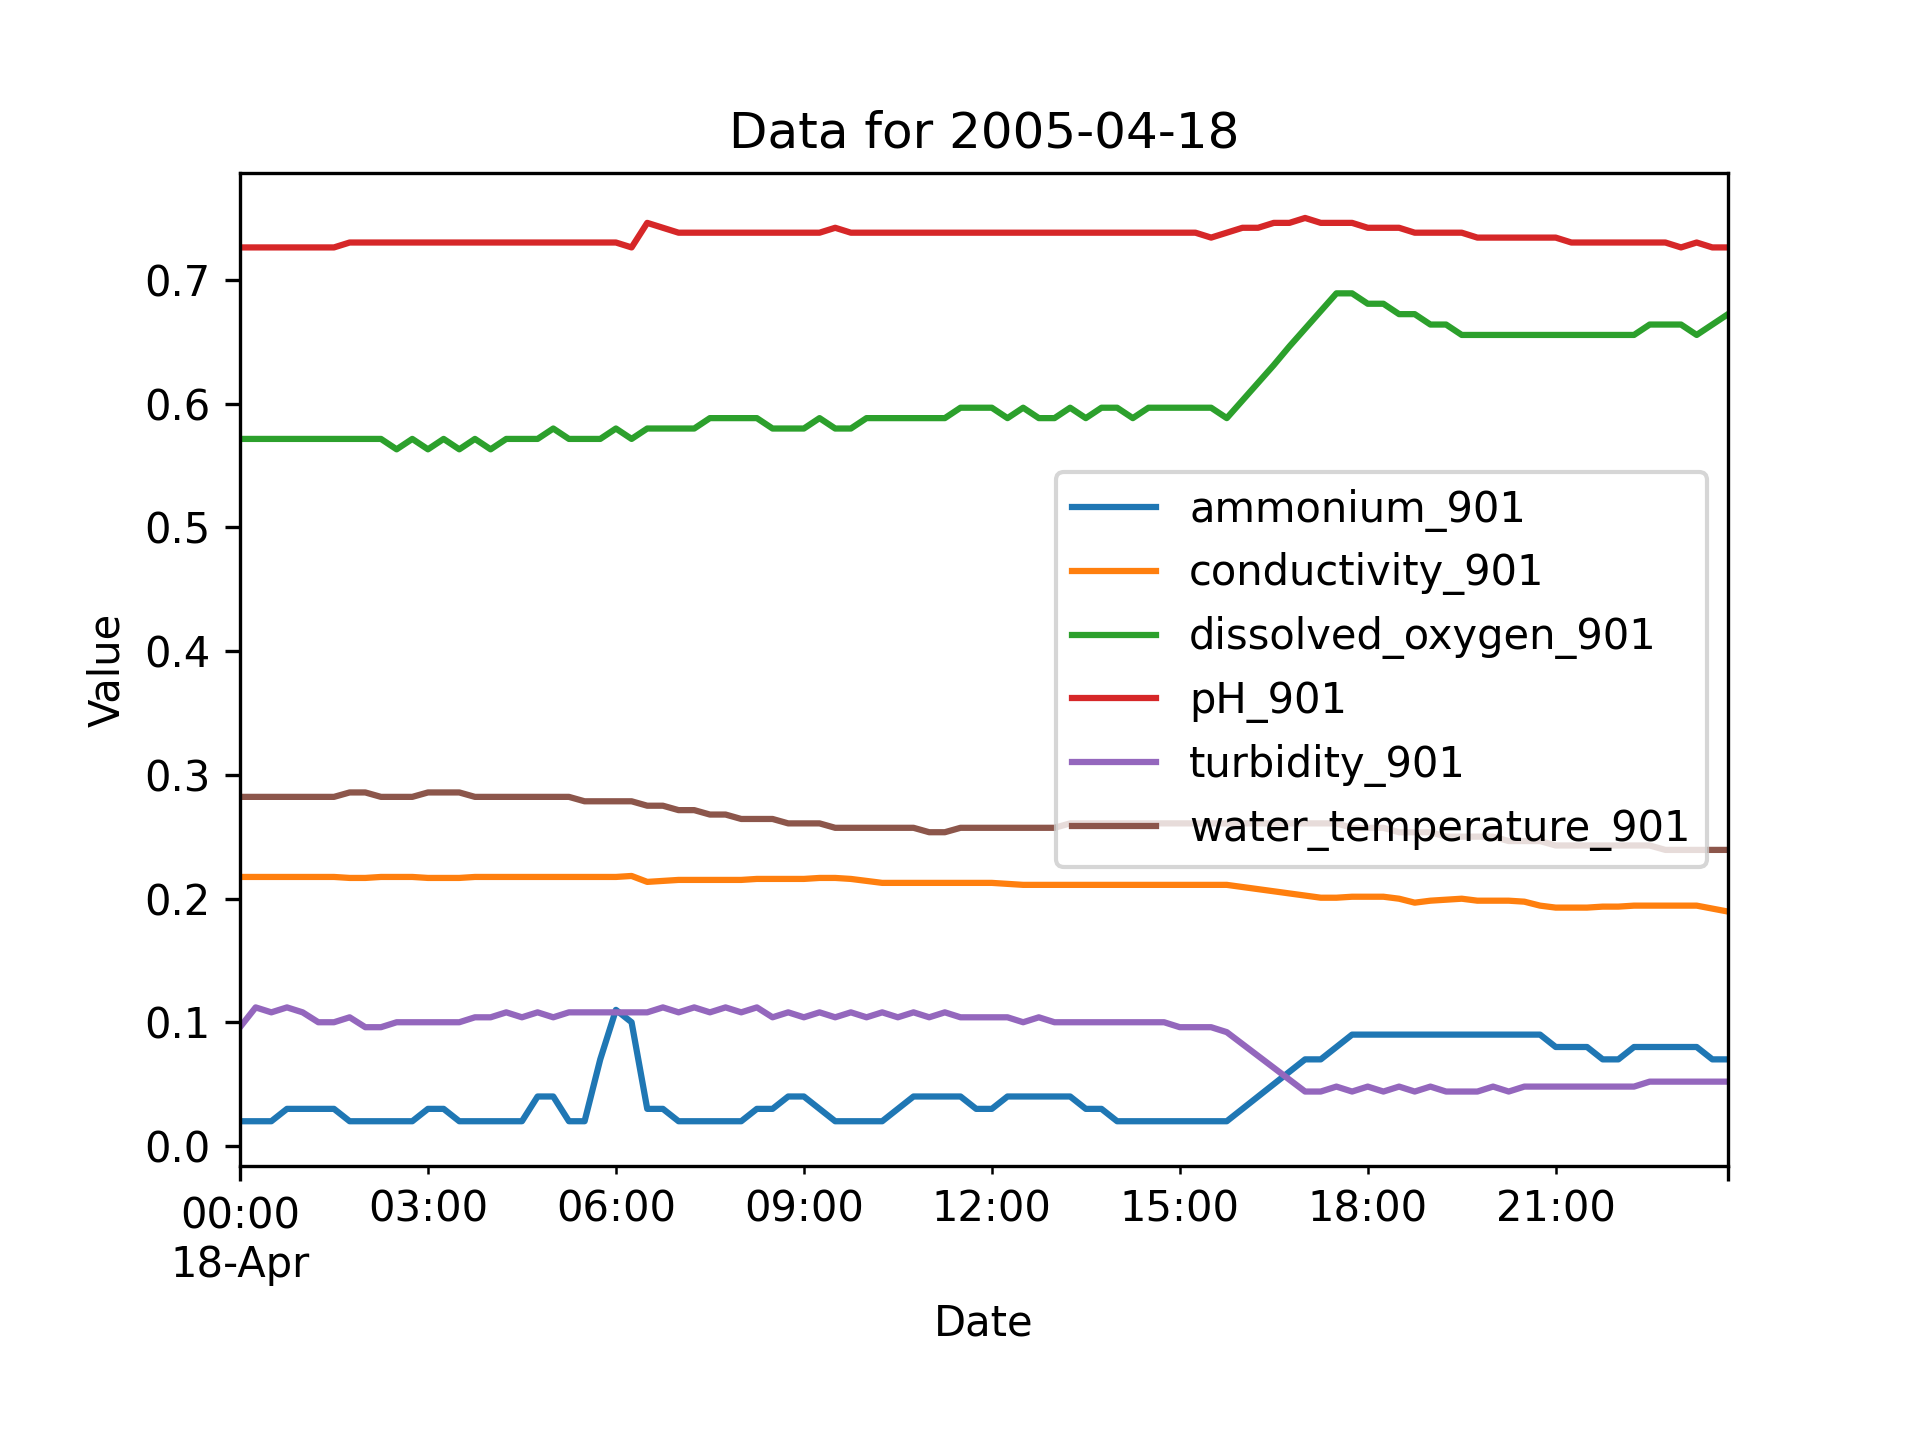 Data for 2005-04-18
Value
0.7
0.6
0.5
0.4
0.3
0.2
0.1
0.0
ammonium_901
conductivity_901
dissolved_oxygen_901
pH_901
turbidity_901
water_temperature_901
00:00 03:00 06:00 09:00 12:00 15:00 18:00 21:00
18-Apr
Date